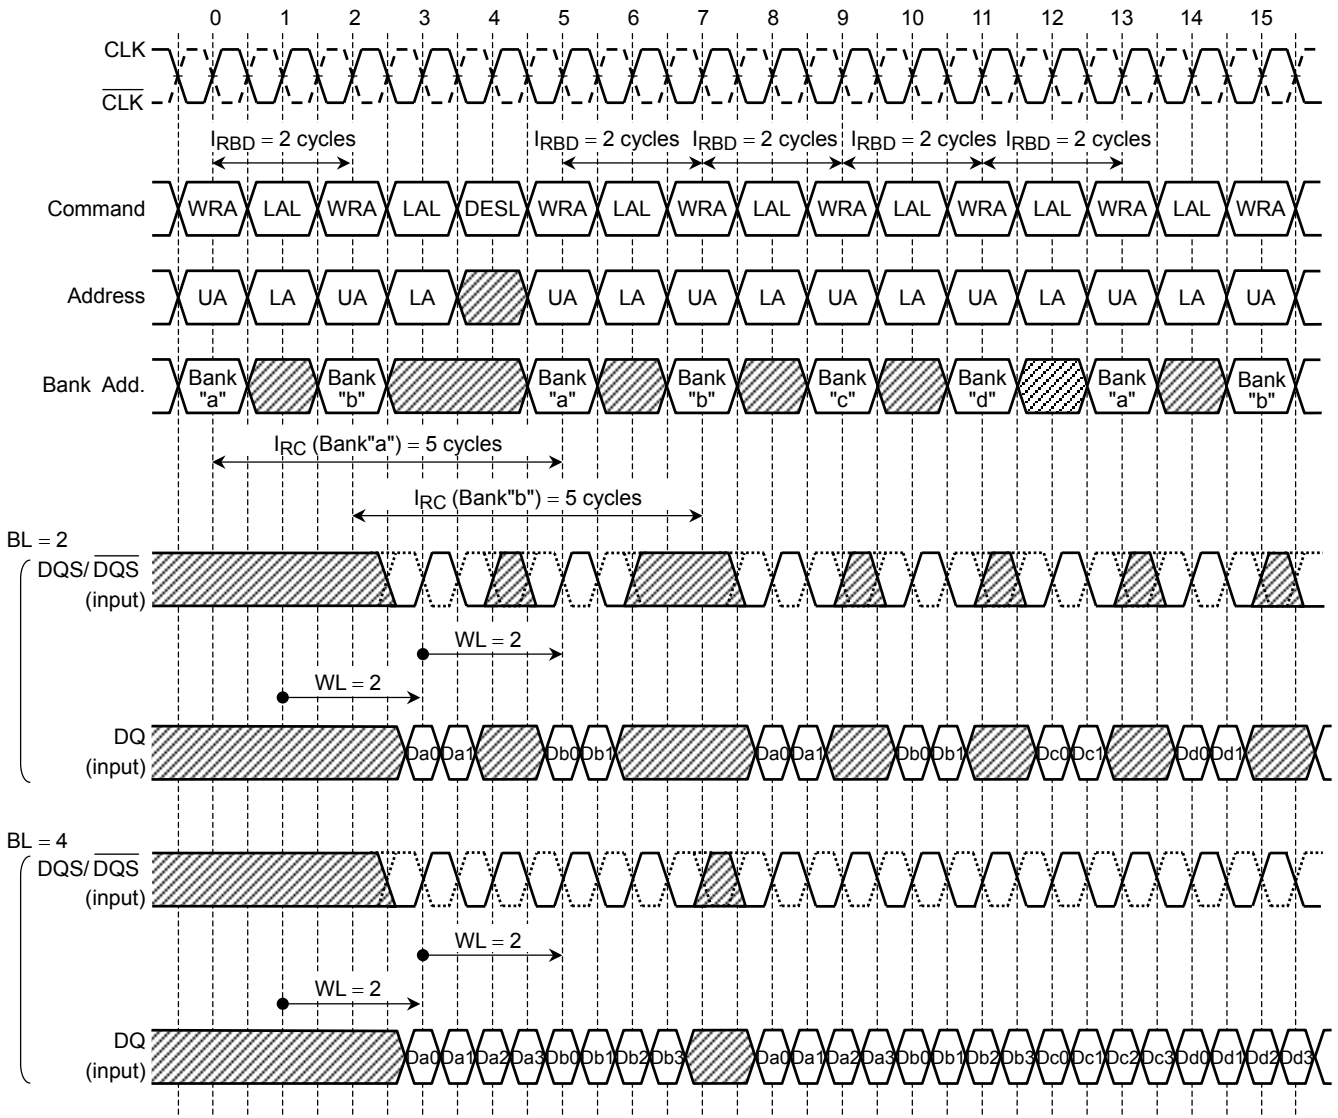 0 1 2 3 4 5 6 7 8 9 10 11 12 13 14 15
CLK
CLK
IRBD = 2 cycles IRBD = 2 cycles IRBD = 2 cycles IRBD = 2 cycles IRBD = 2 cycles
Command WRA LAL WRA LAL DESL WRA LAL WRA LAL WRA LAL WRA LAL WRA LAL WRA
Address UA LA UA LA UA LA UA LA UA LA UA LA UA LA UA
Bank Add. Bank "a" Bank "b" Bank "a" Bank "b" Bank "c" Bank "d" Bank "a" Bank "b"
IRC (Bank"a") = 5 cycles
IRC (Bank"b") = 5 cycles
BL = 2
DQS/ DQS
(input)
WL = 2
WL = 2
DQ
(input)
Da0 Da1 Db0 Db1 Da0 Da1 Db0 Db1 Dc0 Dc1 Dd0 Dd1
BL = 4
DQS/ DQS
(input)
WL = 2
WL = 2
DQ
(input)
Da0 Da1 Da2 Da3 Db0 Db1 Db2 Db3 Da0 Da1 Da2 Da3 Db0 Db1 Db2 Db3 Dc0 Dc1 Dc2 Dc3 Dd0 Dd1 Dd2 Dd3